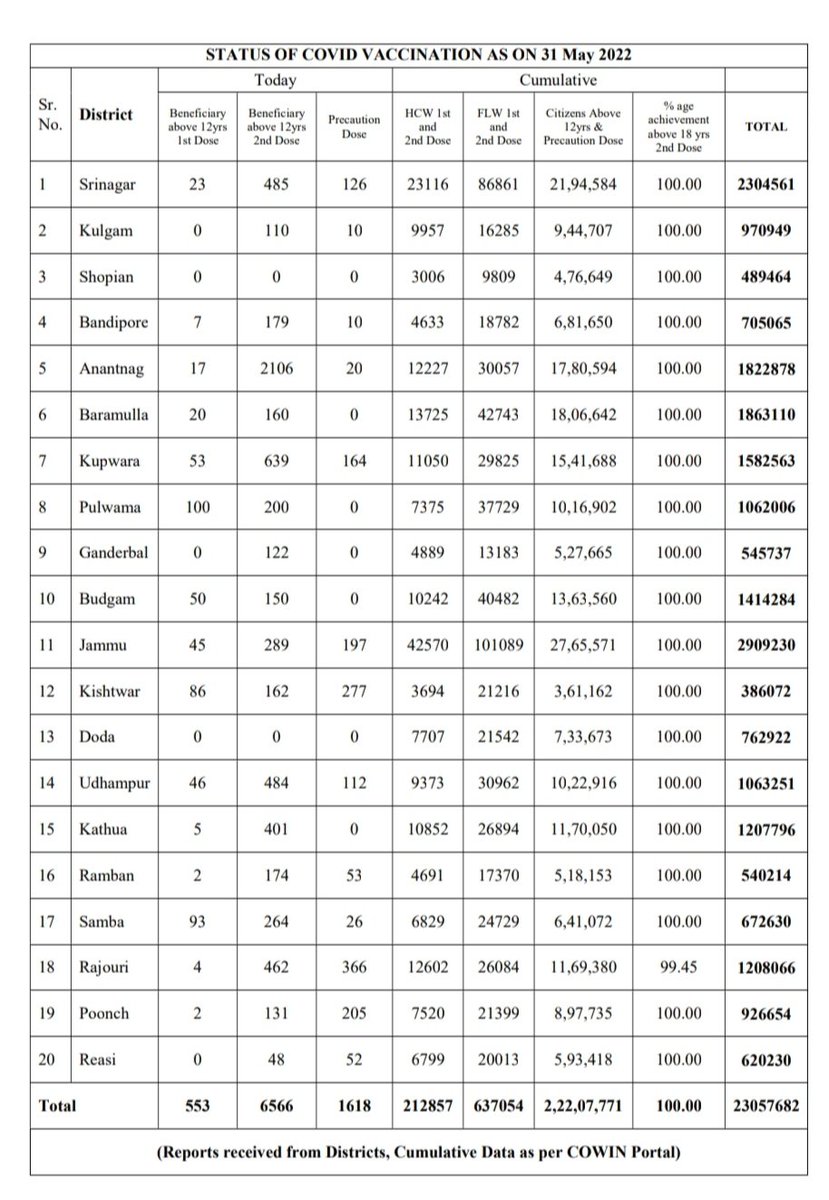 STATUS OF COVID VACCINATION AS ON 31 May 2022
Today Cumulative
Sr. No. District Beneficiary above 12yrs 1st Dose Beneficiary above 12yrs 2nd Dose Precaution Dose HCW 1st and 2nd Dose FLW 1st and 2nd Dose Citizens Above 12yrs & Precaution Dose % age achievement above 18 yrs 2nd Dose TOTAL
1 Srinagar 23 485 126 23116 86861 21,94,584 100.00 2304561
2 Kulgam 0 110 10 9957 16285 9,44,707 100.00 970949
3 Shopian 0 0 0 3006 9809 4,76,649 100.00 489464
4 Bandipore 7 179 10 4633 18782 6,81,650 100.00 705065
5 Anantnag 17 2106 20 12227 30057 17,80,594 100.00 1822878
6 Baramulla 20 160 0 13725 42743 18,06,642 100.00 1863110
7 Kupwara 53 639 164 11050 29825 15,41,688 100.00 1582563
8 Pulwama 100 200 0 7375 37729 10,16,902 100.00 1062006
9 Ganderbal 0 122 0 4889 13183 5,27,665 100.00 545737
10 Budgam 50 150 0 10242 40482 13,63,560 100.00 1414284
11 Jammu 45 289 197 42570 101089 27,65,571 100.00 2909230
12 Kishtwar 86 162 277 3694 21216 3,61,162 100.00 386072
13 Doda 0 0 0 7707 21542 7,33,673 100.00 762922
14 Udhampur 46 484 112 9373 30962 10,22,916 100.00 1063251
15 Kathua 5 401 0 10852 26894 11,70,050 100.00 1207796
16 Ramban 2 174 53 4691 17370 5,18,153 100.00 540214
17 Samba 93 264 26 6829 24729 6,41,072 100.00 672630
18 Rajouri 4 462 366 12602 26084 11,69,380 99.45 1208066
19 Poonch 2 131 205 7520 21399 8,97,735 100.00 926654
20 Reasi 0 48 52 6799 20013 5,93,418 100.00 620230
Total 553 6566 1618 212857 637054 2,22,07,771 100.00 23057682
(Reports received from Districts, Cumulative Data as per COWIN Portal)